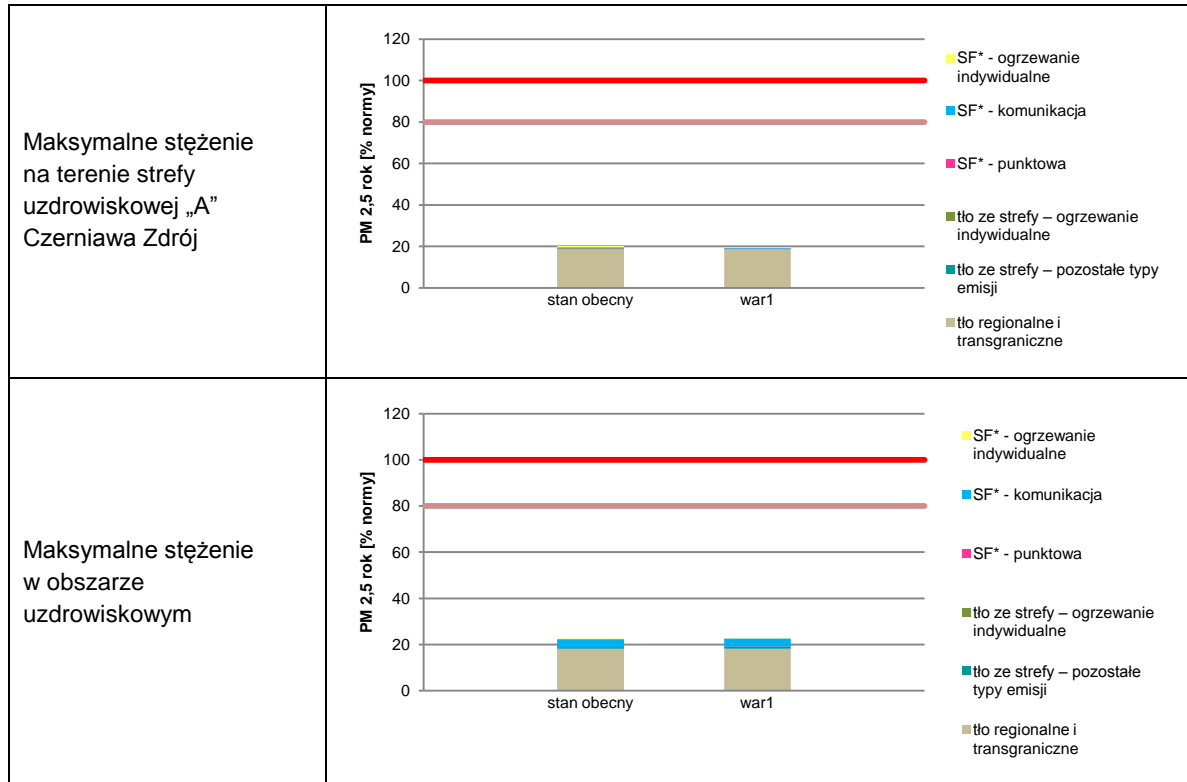 Maksymalne stężenie
na terenie strefy
uzdrowiskowej „A”
Czerniawa Zdrój
PM 2,5 rok [% normy]
120
100
80
60
40
20
0
stan obecny
war1
SF* - ogrzewanie
indywidualne
SF* - komunikacja
SF* - punktowa
tło ze strefy – ogrzewanie
indywidualne
tło ze strefy – pozostałe typy
emisji
tło regionalne i
transgraniczne
Maksymalne stężenie
w obszarze
uzdrowiskowym
PM 2,5 rok [% normy]
120
100
80
60
40
20
0
stan obecny
war1
SF* - ogrzewanie
indywidualne
SF* - komunikacja
SF* - punktowa
tło ze strefy – ogrzewanie
indywidualne
tło ze strefy – pozostałe
typy emisji
tło regionalne i
transgraniczne